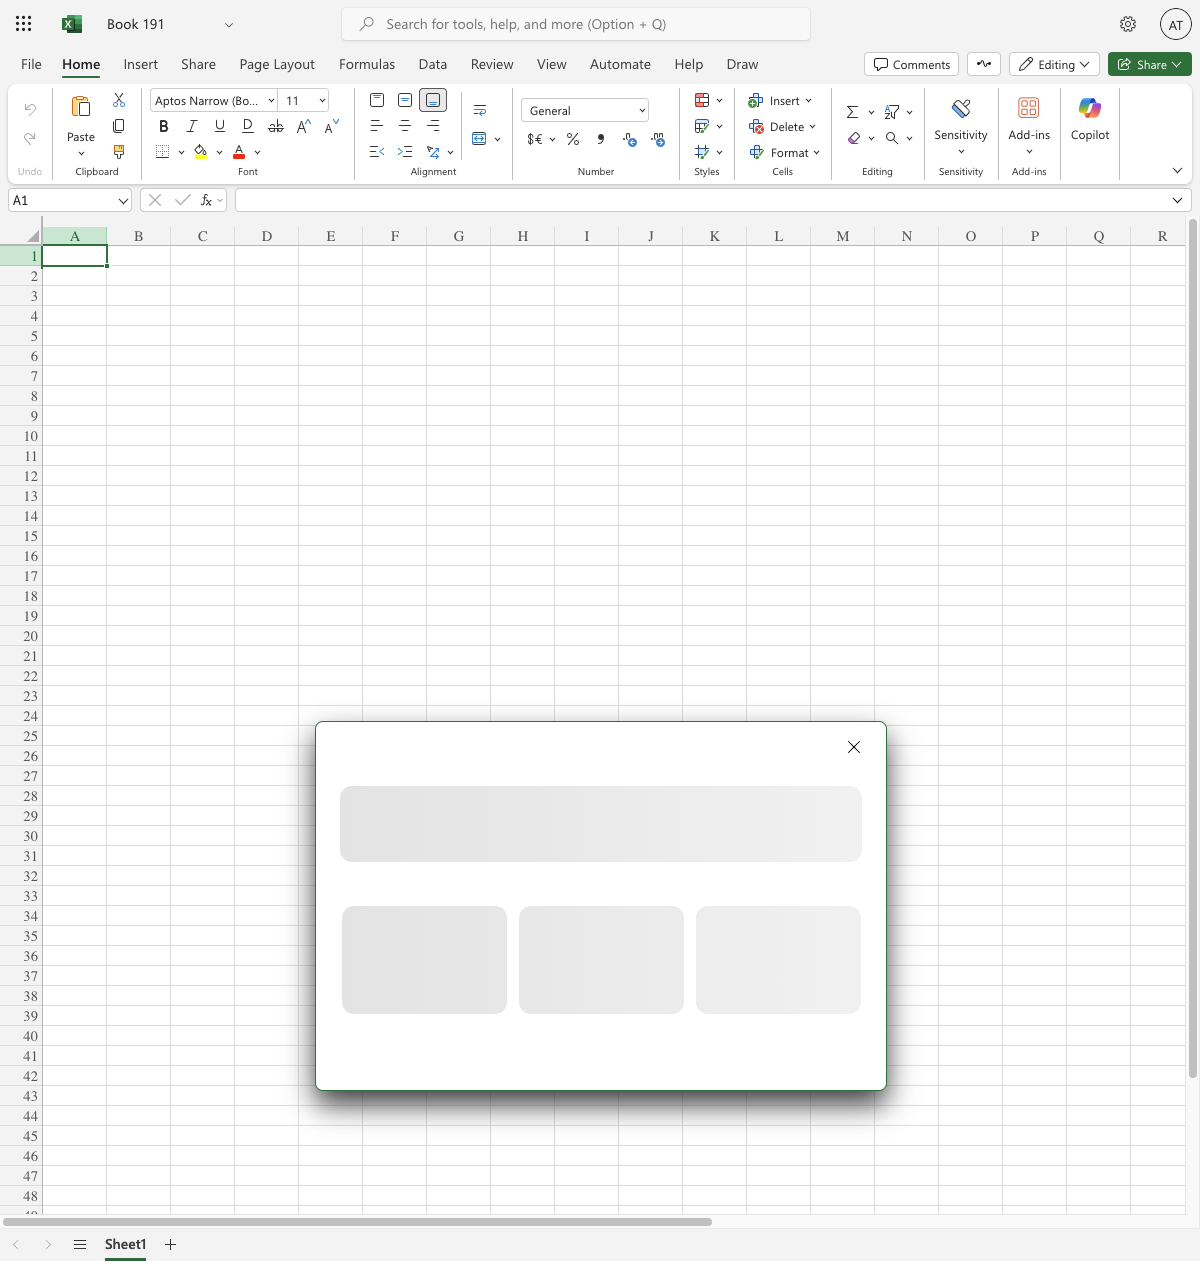 Book 191
Search for tools, help, and more (Option + Q)
AT
File Home Insert Share Page Layout Formulas Data Review View Automate Help Draw
Comments Editing Share
Undo
Paste
Clipboard
Aptos Narrow (Bo... 11
B I U D ab A A
A
Font
Alignment
General
$€ % 9
Number
Styles
Insert
Delete
Format
Cells
Σ
Editing
Sensitivity
Sensitivity
Add-ins
Add-ins
Copilot
A1
fx
A B C D E F G H I J K L M N O P Q R
1
2
3
4
5
6
7
8
9
10
11
12
13
14
15
16
17
18
19
20
21
22
23
24
25
26
27
28
29
30
31
32
33
34
35
36
37
38
39
40
41
42
43
44
45
46
47
48
Sheet1